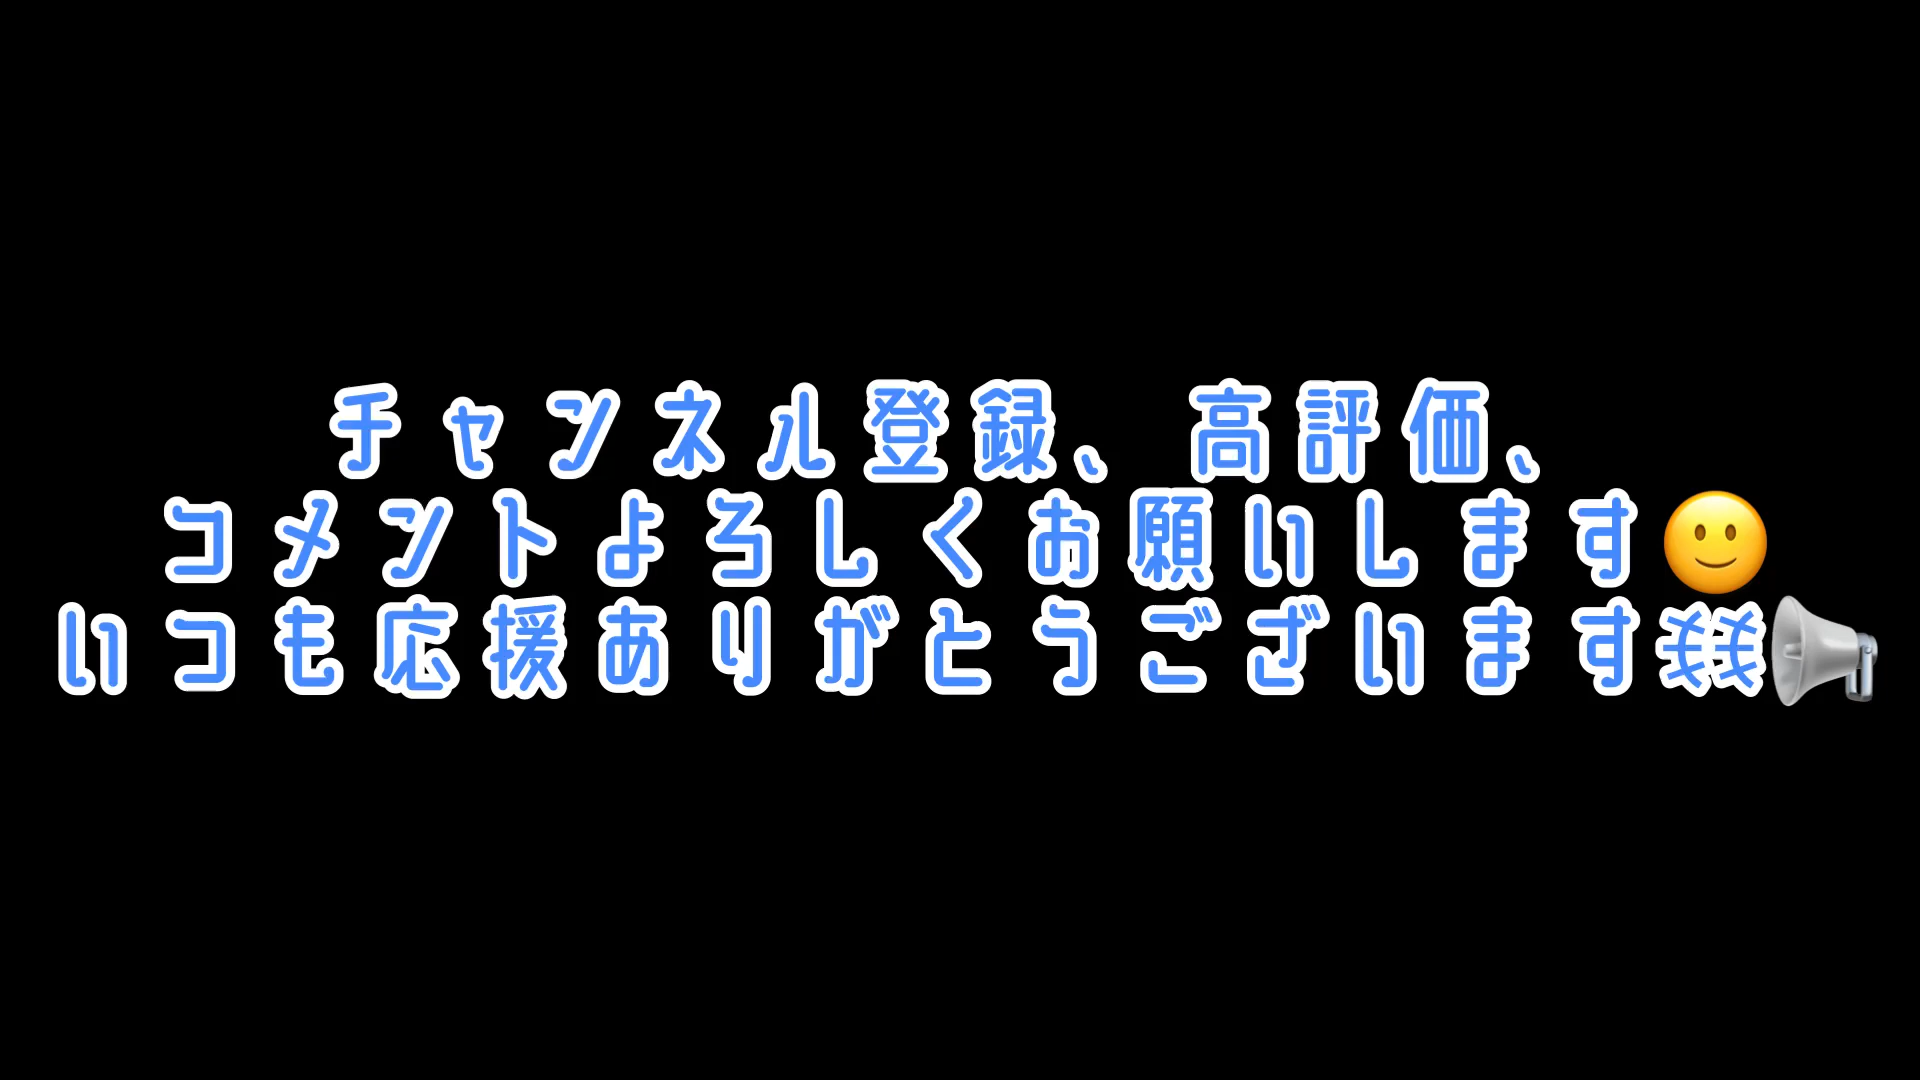 チャンネル登録、高評価、
コメントよろしくお願いします🙂
いつも応援ありがとうございます💥📢